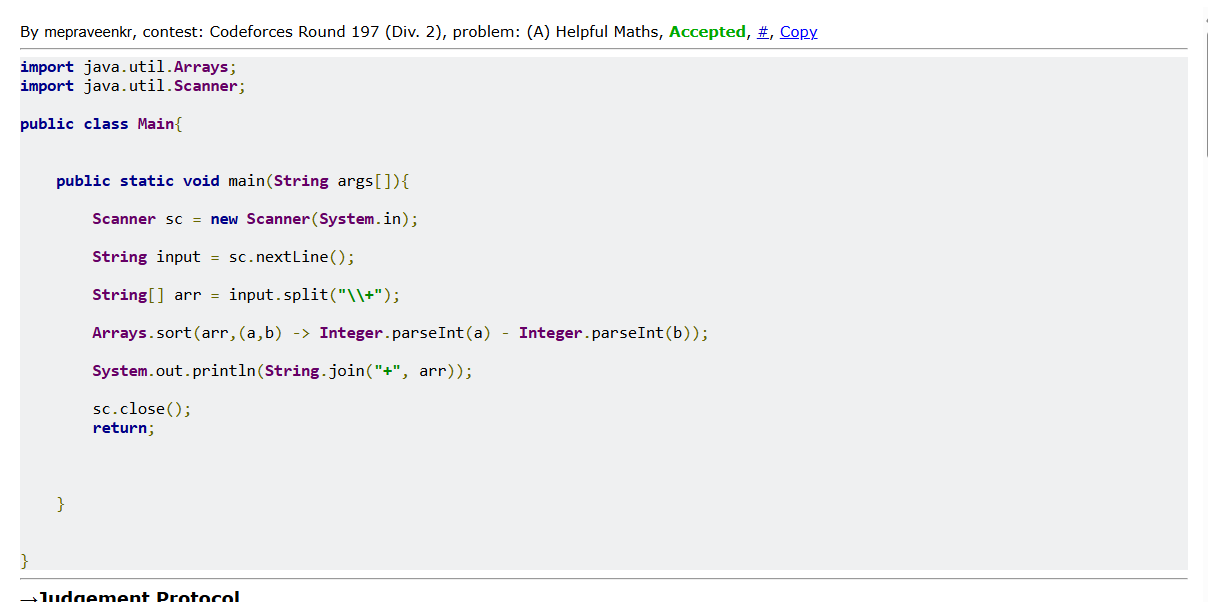 By mepraveenkr, contest: Codeforces Round 197 (Div. 2), problem: (A) Helpful Maths, Accepted, #, Copy
import java.util.Arrays;
import java.util.Scanner;
public class Main{
public static void main(String args[]){
Scanner sc = new Scanner(System.in);
String input = sc.nextLine();
String[] arr = input.split("\\+");
Arrays.sort(arr,(a,b) -> Integer.parseInt(a) - Integer.parseInt(b));
System.out.println(String.join("+", arr));
sc.close();
return;
}
}
→Judgement Protocol